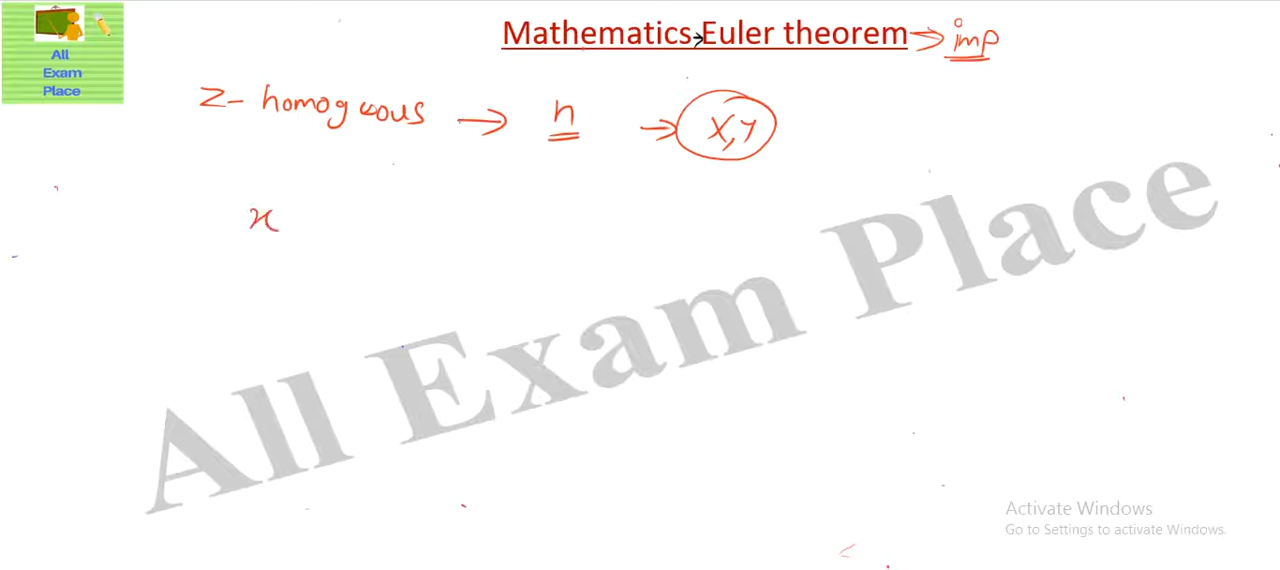 All
Exam
Place
Mathematics→Euler theorem → imp
z- homogeous → n → x,y
x
All Exam Place
Activate Windows
Go to Settings to activate Windows.